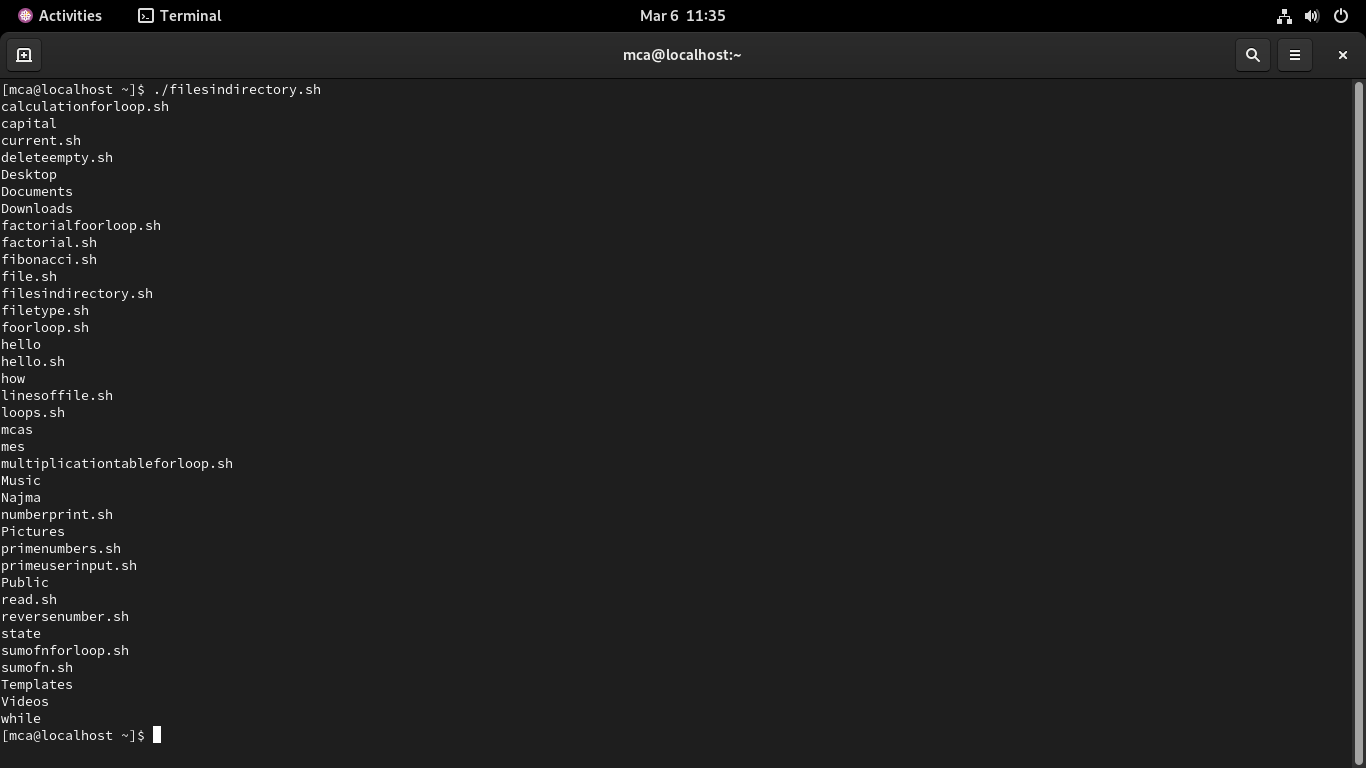 Activities Terminal Mar 6 11:35
mca@localhost:~
[mca@localhost ~]$ ./filesindirectory.sh
calculationforloop.sh
capital
current.sh
deleteempty.sh
Desktop
Documents
Downloads
factorialfoorloop.sh
factorial.sh
fibonacci.sh
file.sh
filesindirectory.sh
filetype.sh
foorloop.sh
hello
hello.sh
how
linesoffile.sh
loops.sh
mcas
mes
multiplicationtableforloop.sh
Music
Najma
numberprint.sh
Pictures
primenumbers.sh
primeuserinput.sh
Public
read.sh
reversenumber.sh
state
sumofnforloop.sh
sumofn.sh
Templates
Videos
while
[mca@localhost ~]$